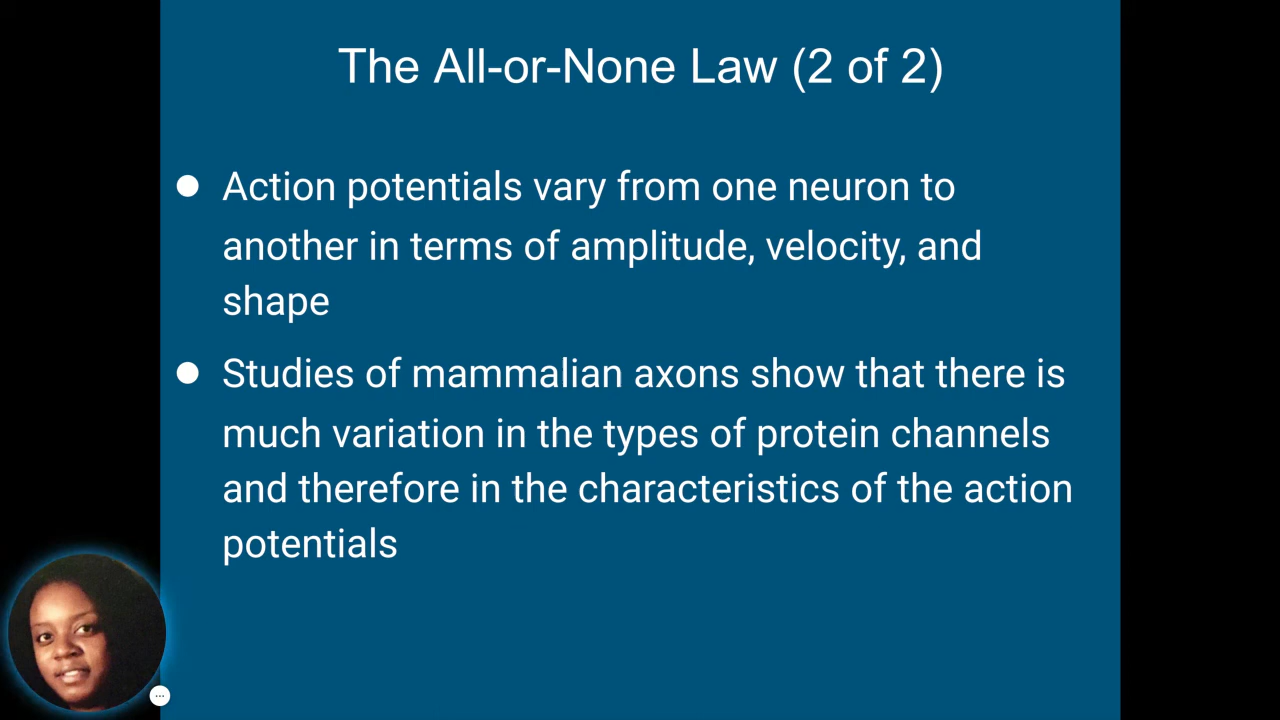 The All-or-None Law (2 of 2)
● Action potentials vary from one neuron to
another in terms of amplitude, velocity, and
shape
● Studies of mammalian axons show that there is
much variation in the types of protein channels
and therefore in the characteristics of the action
potentials